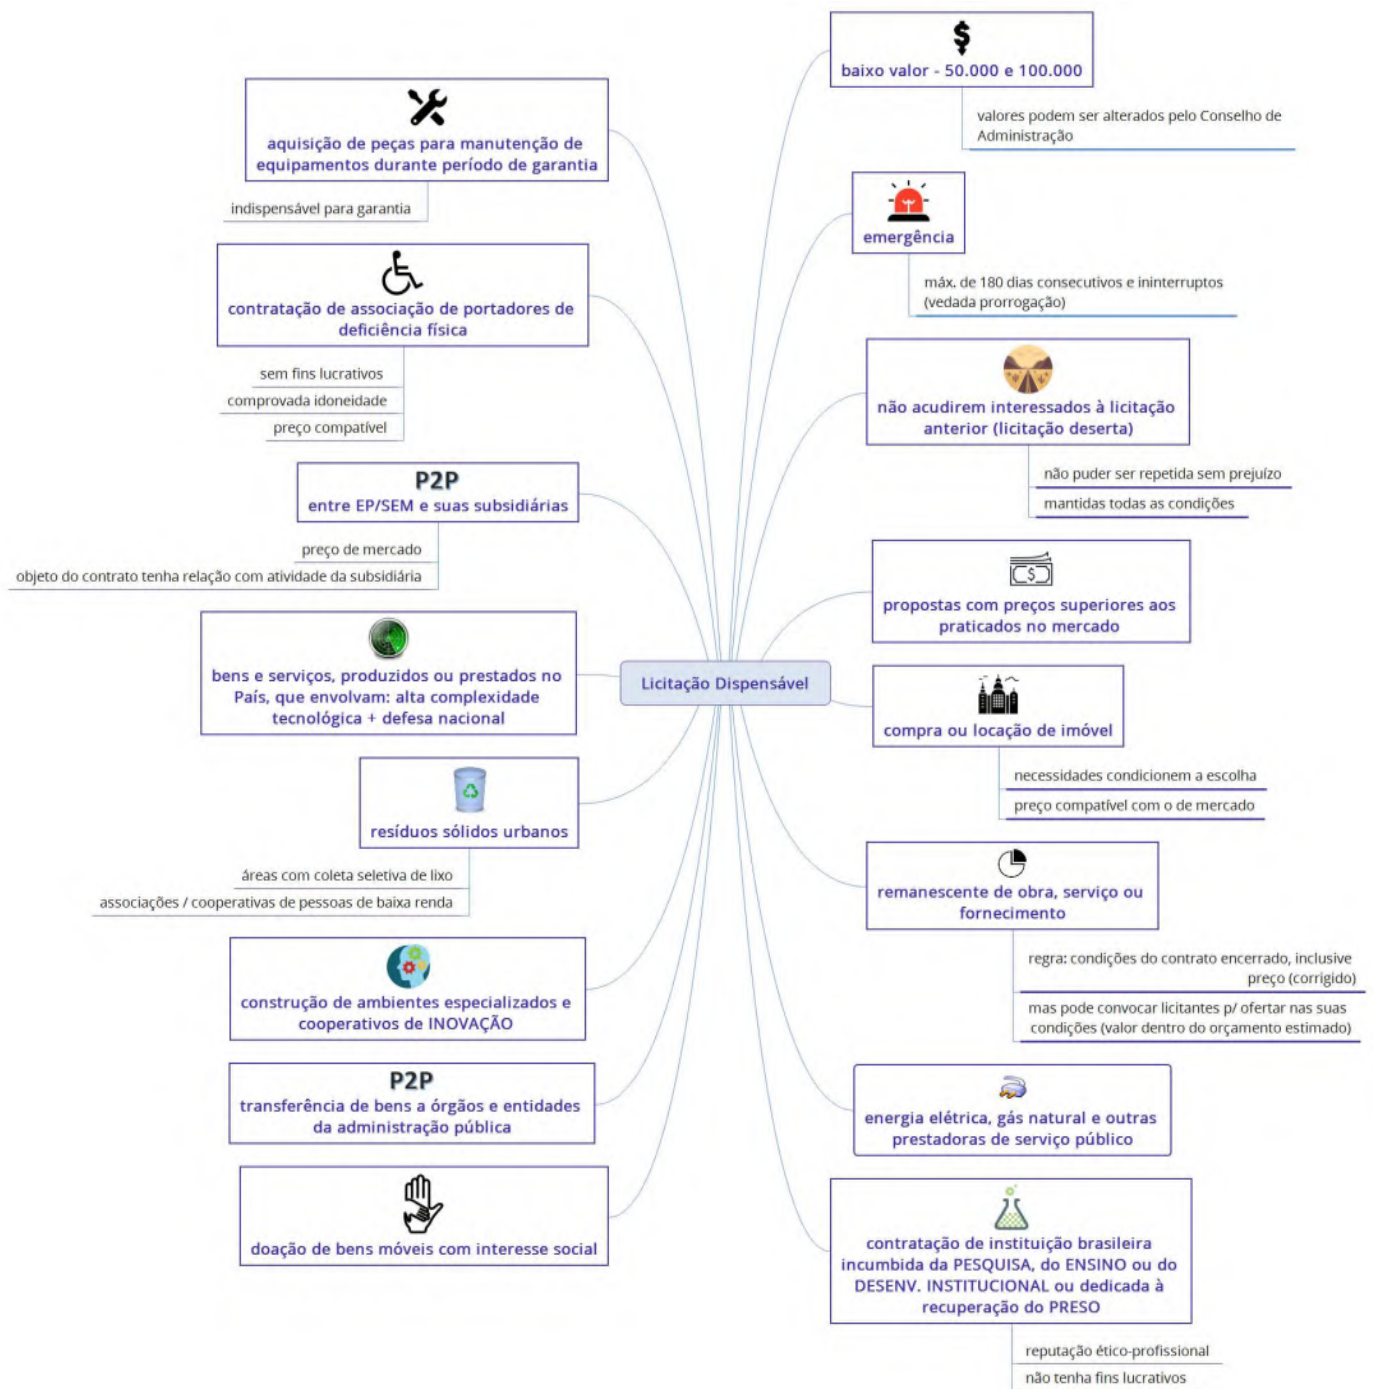 Licitação Dispensável
baixo valor - 50.000 e 100.000
valores podem ser alterados pelo Conselho de
Administração
emergência
máx. de 180 dias consecutivos e ininterruptos
(vedada prorrogação)
não acudirem interessados à licitação
anterior (licitação deserta)
não puder ser repetida sem prejuízo
mantidas todas as condições
propostas com preços superiores aos
praticados no mercado
compra ou locação de imóvel
necessidades condicionem a escolha
preço compatível com o de mercado
remanescente de obra, serviço ou
fornecimento
regra: condições do contrato encerrado, inclusive
preço (corrigido)
mas pode convocar licitantes p/ ofertar nas suas
condições (valor dentro do orçamento estimado)
energia elétrica, gás natural e outras
prestadoras de serviço público
contratação de instituição brasileira
incumbida da PESQUISA, do ENSINO ou do
DESENV. INSTITUCIONAL ou dedicada à
recuperação do PRESO
reputação ético-profissional
não tenha fins lucrativos
aquisição de peças para manutenção de
equipamentos durante período de garantia
indispensável para garantia
contratação de associação de portadores de
deficiência física
sem fins lucrativos
comprovada idoneidade
preço compatível
P2P
entre EP/SEM e suas subsidiárias
preço de mercado
objeto do contrato tenha relação com atividade da subsidiária
bens e serviços, produzidos ou prestados no
País, que envolvam: alta complexidade
tecnológica + defesa nacional
resíduos sólidos urbanos
áreas com coleta seletiva de lixo
associações / cooperativas de pessoas de baixa renda
construção de ambientes especializados e
cooperativos de INOVAÇÃO
P2P
transferência de bens a órgãos e entidades
da administração pública
doação de bens móveis com interesse social